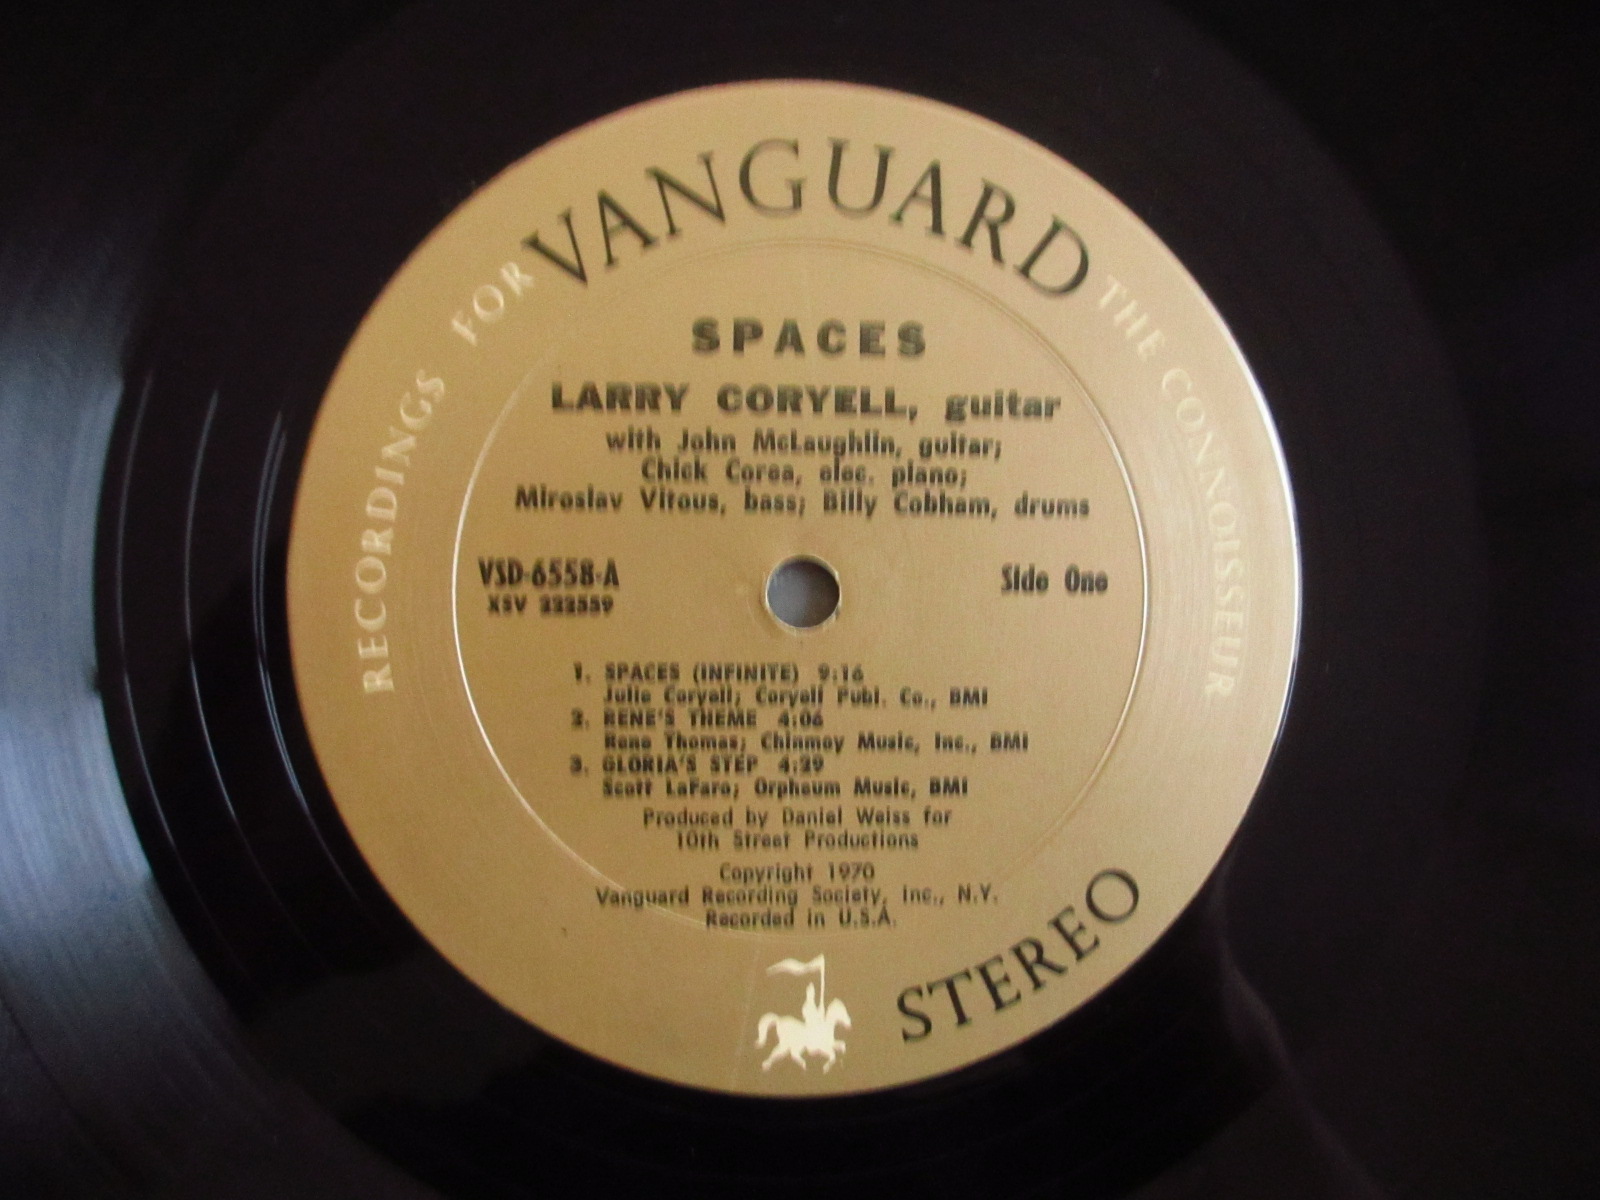 RECORDINGS FOR VANGUARD THE CONNOISSEUR
SPACES
LARRY CORYELL, guitar
with John McLaughlin, guitar;
Chick Corea, elec. piano;
Miroslav Vitous, bass; Billy Cobham, drums
VSD-6558-A
Side One
XSV 222559
1. SPACES (INFINITE) 9:16
Julie Coryell; Coryell Publ. Co., BMI
2. RENE'S THEME 4:06
Rene Thomas; Chinmoy Music, Inc., BMI
3. GLORIA'S STEP 4:29
Scott LaFaro; Orpheum Music, BMI
Produced by Daniel Weiss for
10th Street Productions
Copyright 1970
Vanguard Recording Society, Inc., N.Y.
Recorded in U.S.A.
STEREO